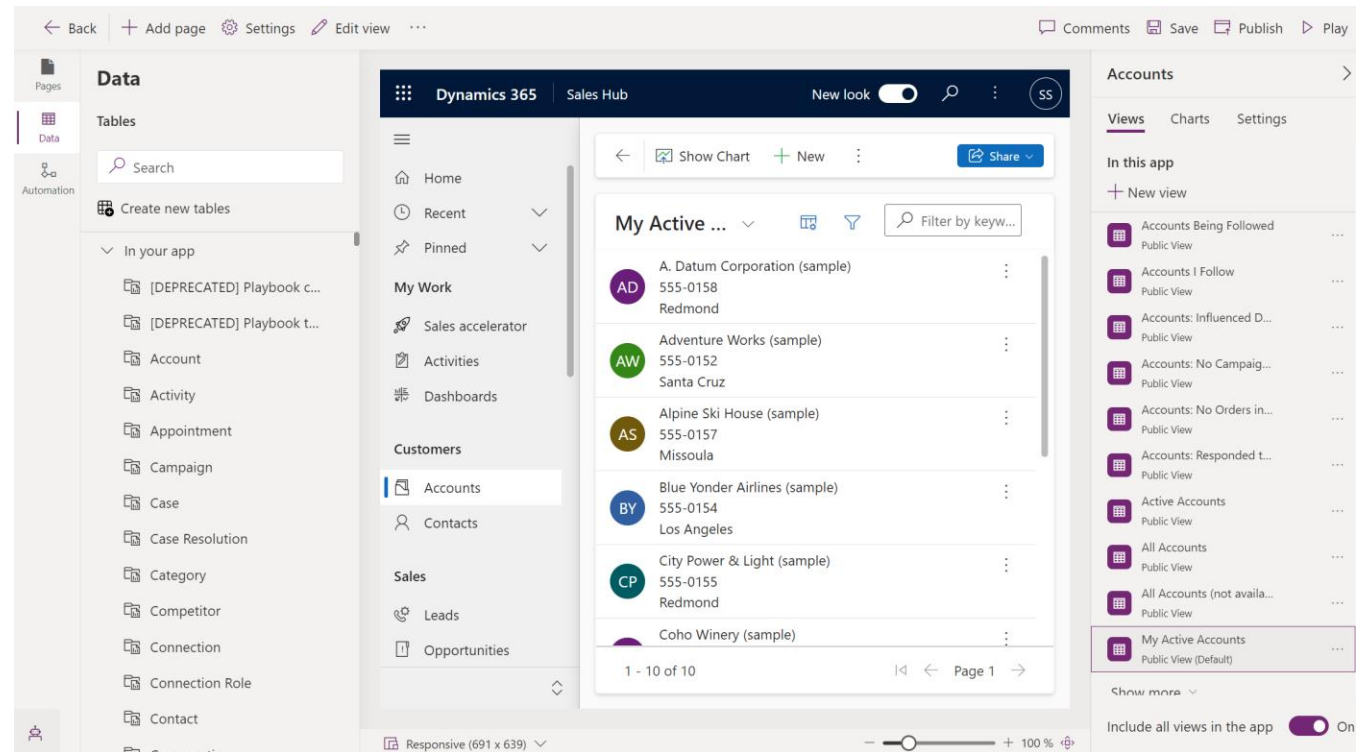 Back
Add page
Settings
Edit view
Comments
Save
Publish
Play
Pages
Data
Automation
Data
Tables
Search
Create new tables
In your app
[DEPRECATED] Playbook c...
[DEPRECATED] Playbook t...
Account
Activity
Appointment
Campaign
Case
Case Resolution
Category
Competitor
Connection
Connection Role
Contact
Dynamics 365
Sales Hub
New look
SS
Home
Recent
Pinned
My Work
Sales accelerator
Activities
Dashboards
Customers
Accounts
Contacts
Sales
Leads
Opportunities
Show Chart
New
Share
My Active ...
Filter by keyw...
AD
A. Datum Corporation (sample)
555-0158
Redmond
AW
Adventure Works (sample)
555-0152
Santa Cruz
AS
Alpine Ski House (sample)
555-0157
Missoula
BY
Blue Yonder Airlines (sample)
555-0154
Los Angeles
CP
City Power & Light (sample)
555-0155
Redmond
Coho Winery (sample)
1 - 10 of 10
Page 1
Responsive (691 x 639)
100 %
Accounts
Views
Charts
Settings
In this app
New view
Accounts Being Followed
Public View
Accounts I Follow
Public View
Accounts: Influenced D...
Public View
Accounts: No Campaig...
Public View
Accounts: No Orders in...
Public View
Accounts: Responded t...
Public View
Active Accounts
Public View
All Accounts
Public View
All Accounts (not availa...
Public View
My Active Accounts
Public View (Default)
Show more
Include all views in the app
On